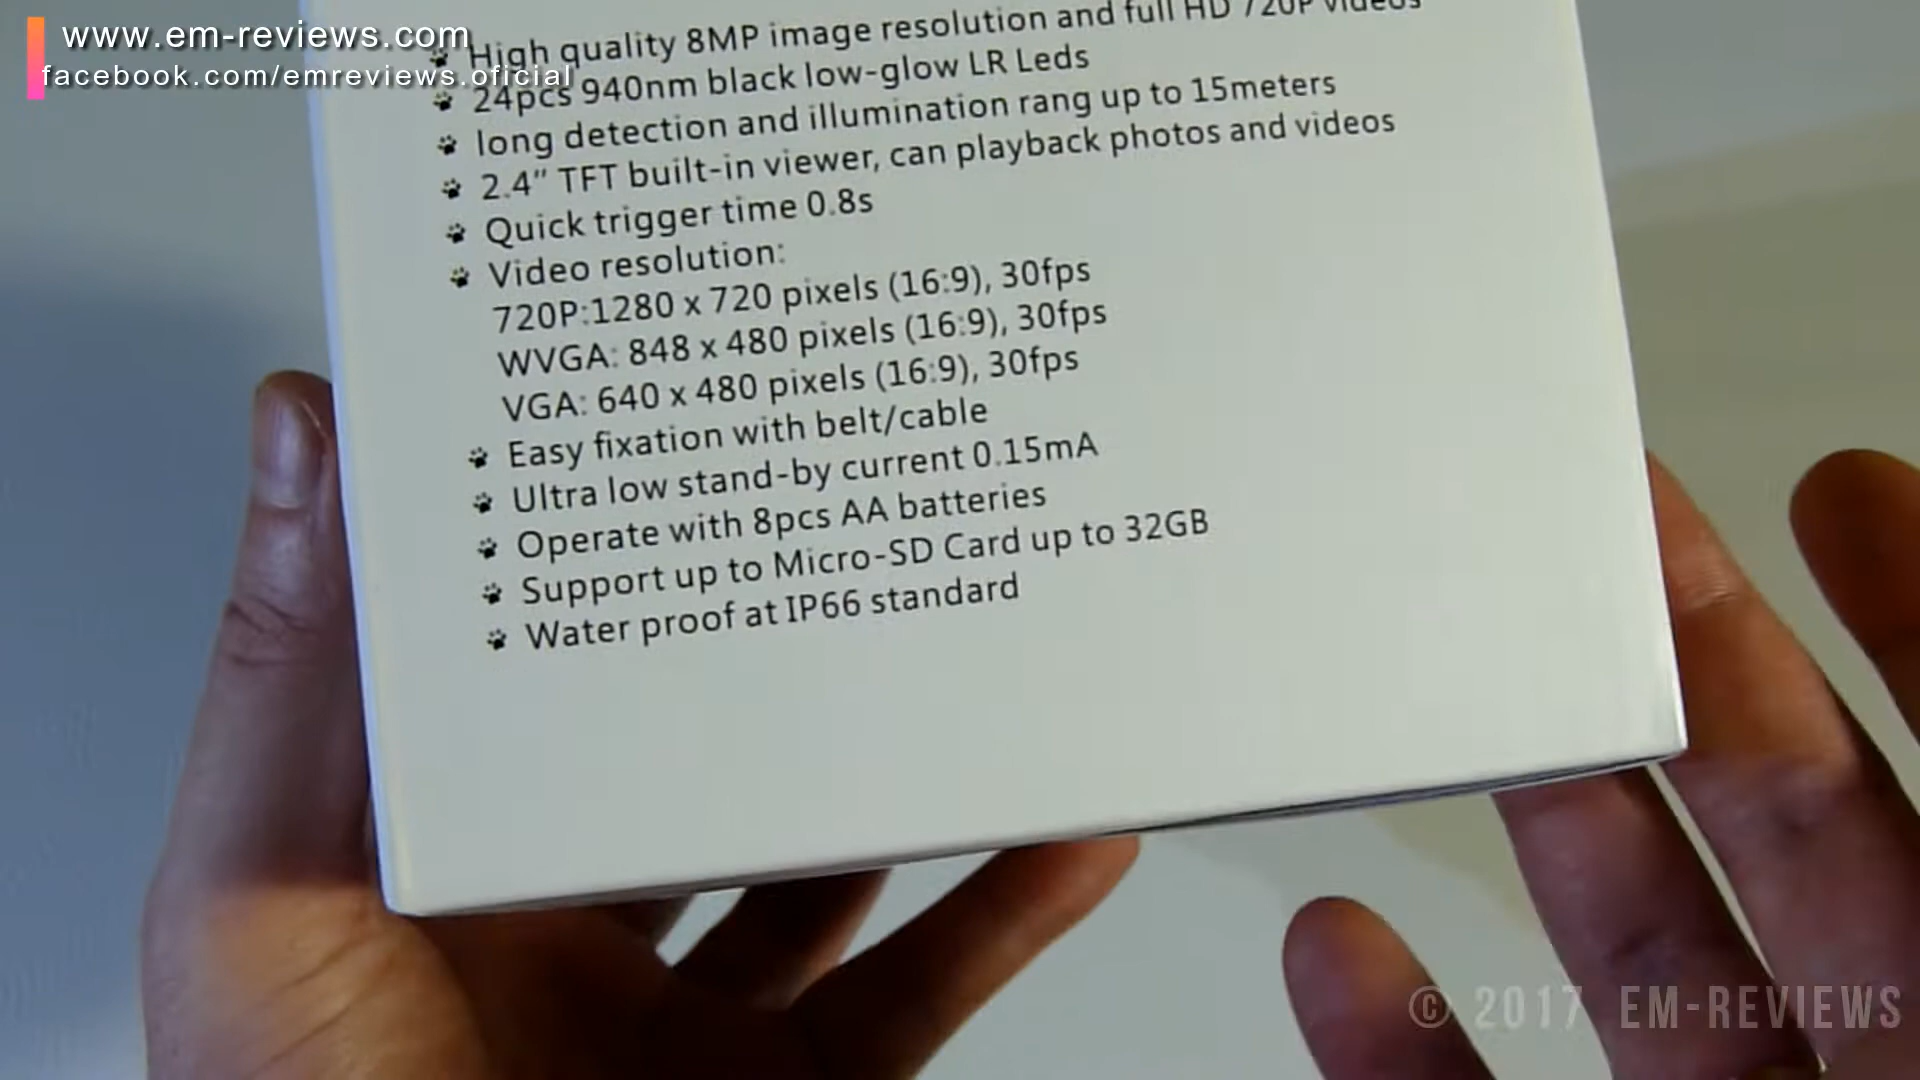 www.em-reviews.com
facebook.com/emreviews.oficial
High quality 8MP image resolution and full HD 720P videos
24pcs 940nm black low-glow LR Leds
long detection and illumination rang up to 15meters
2.4" TFT built-in viewer, can playback photos and videos
Quick trigger time 0.8s
Video resolution:
720P:1280 x 720 pixels (16:9), 30fps
WVGA: 848 x 480 pixels (16:9), 30fps
VGA: 640 x 480 pixels (16:9), 30fps
Easy fixation with belt/cable
Ultra low stand-by current 0.15mA
Operate with 8pcs AA batteries
Support up to Micro-SD Card up to 32GB
Water proof at IP66 standard
© 2017 EM-REVIEWS